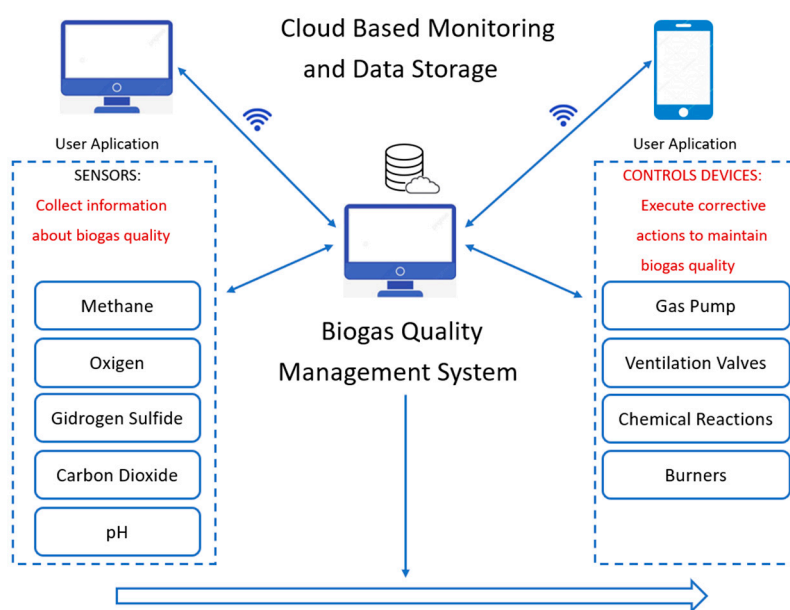 Cloud Based Monitoring
and Data Storage
User Aplication
User Aplication
SENSORS:
Collect information
about biogas quality
Methane
Oxigen
Gidrogen Sulfide
Carbon Dioxide
pH
Biogas Quality
Management System
CONTROLS DEVICES:
Execute corrective
actions to maintain
biogas quality
Gas Pump
Ventilation Valves
Chemical Reactions
Burners